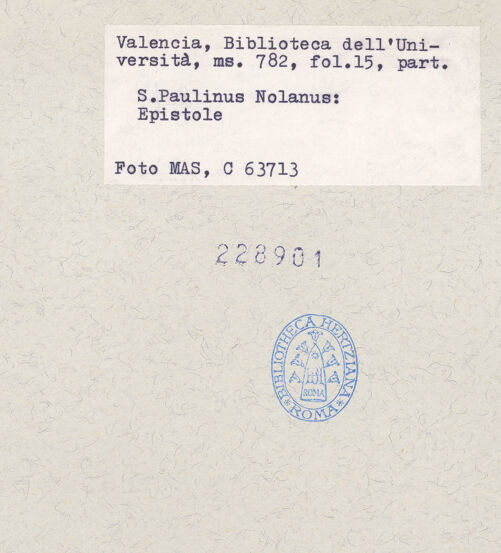 Valencia, Biblioteca dell'Uni-
versità, ms. 782, fol.15, part.
S.Paulinus Nolanus:
Epistole
Foto MAS, C 63713
228901
BIBLIOTHECA HERTZIANA
ROMA
* ROMA *